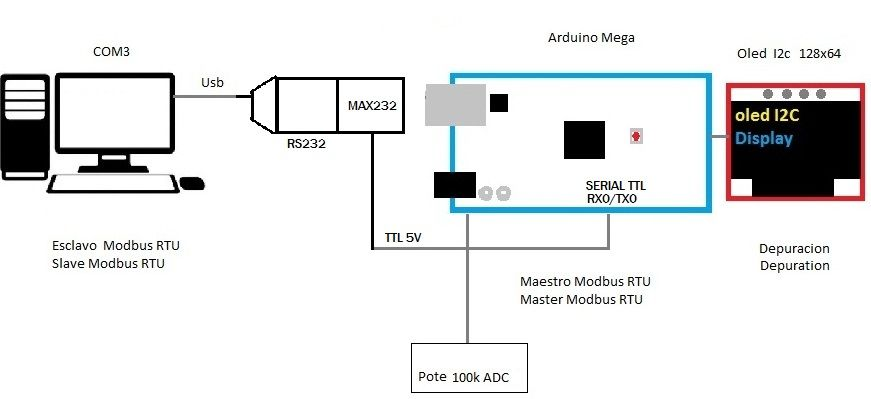 COM3
Arduino Mega
Oled I2c 128x64
Usb
MAX232
RS232
oled I2C
Display
SERIAL TTL
RX0/TX0
TTL 5V
Esclavo Modbus RTU
Slave Modbus RTU
Maestro Modbus RTU
Master Modbus RTU
Depuracion
Depuration
Pote 100k ADC